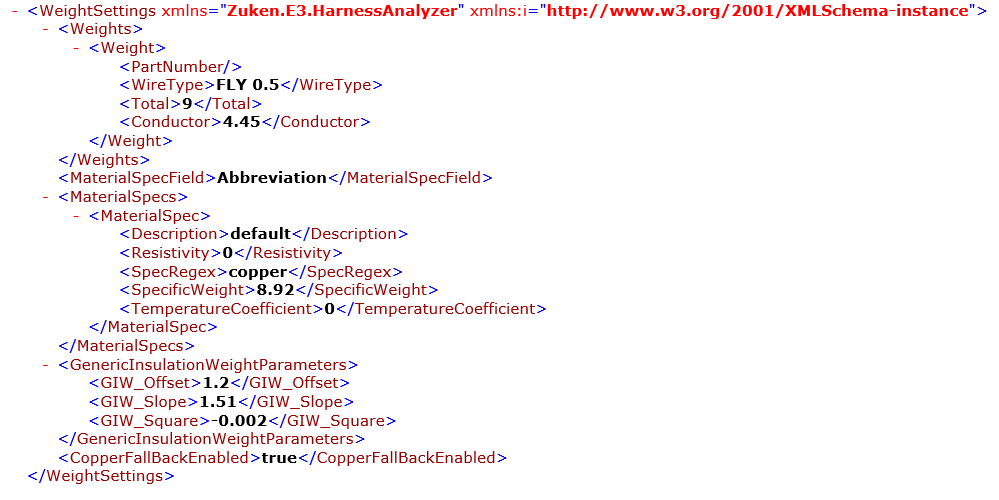 - <WeightSettings xmlns="Zuken.E3.HarnessAnalyzer" xmlns:i="http://www.w3.org/2001/XMLSchema-instance">
- <Weights>
- <Weight>
<PartNumber/>
<WireType>FLY 0.5</WireType>
<Total>9</Total>
<Conductor>4.45</Conductor>
</Weight>
</Weights>
<MaterialSpecField>Abbreviation</MaterialSpecField>
- <MaterialSpecs>
- <MaterialSpec>
<Description>default</Description>
<Resistivity>0</Resistivity>
<SpecRegex>copper</SpecRegex>
<SpecificWeight>8.92</SpecificWeight>
<TemperatureCoefficient>0</TemperatureCoefficient>
</MaterialSpec>
</MaterialSpecs>
- <GenericInsulationWeightParameters>
<GIW_Offset>1.2</GIW_Offset>
<GIW_Slope>1.51</GIW_Slope>
<GIW_Square>-0.002</GIW_Square>
</GenericInsulationWeightParameters>
<CopperFallBackEnabled>true</CopperFallBackEnabled>
</WeightSettings>